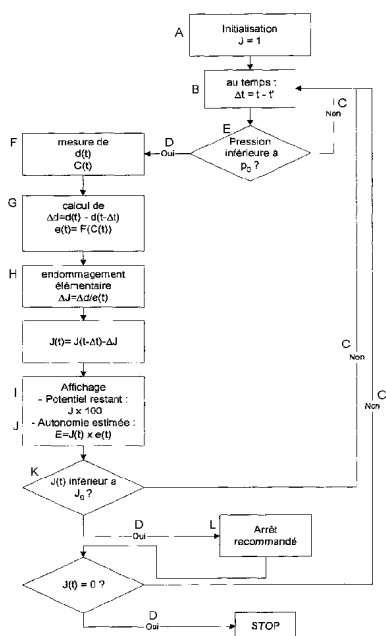 A
Initialisation
J = 1
B
au temps :
Δt = t - t'
C
Non
E
Pression
inférieure à
p₀ ?
D
Oui
F
mesure de
d(t)
C(t)
G
calcul de
Δd=d(t) - d(t-Δt)
e(t)= F(C(t))
H
endommagement
élémentaire
ΔJ=Δd/e(t)
J(t)= J(t-Δt)-ΔJ
C
Non
C
Non
I
Affichage
- Potentiel restant :
J x 100
J
- Autonomie estimée :
E=J(t) x e(t)
K
J(t) inférieur a
J₀ ?
D
Oui
L
Arrêt
recommandé
J(t) = 0 ?
D
Oui
STOP